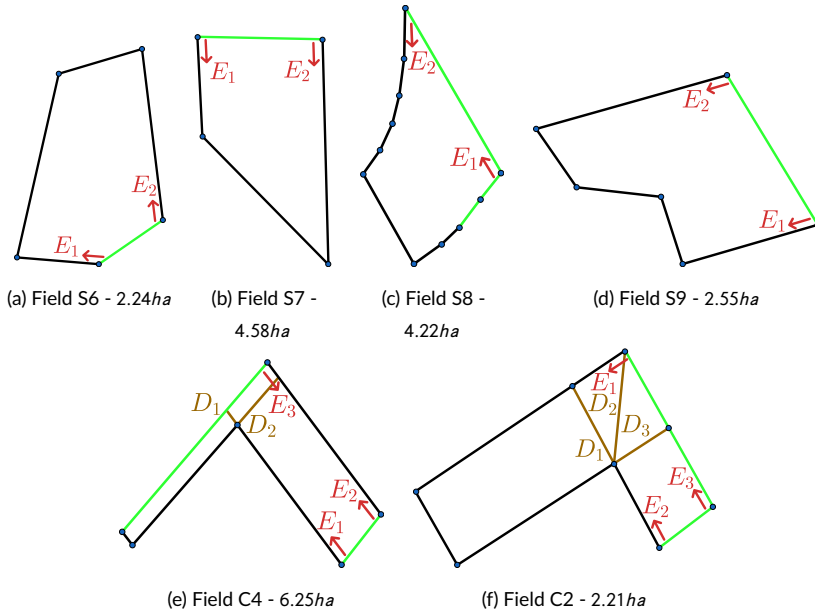 E₁
E₂
(a) Field S6 - 2.24ha
E₁
E₂
(b) Field S7 -
4.58ha
E₂
E₁
(c) Field S8 -
4.22ha
E₂
E₁
(d) Field S9 - 2.55ha
D₁
D₂
E₃
E₁
E₂
(e) Field C4 - 6.25ha
E₁
D₂
D₃
D₁
E₂
E₃
(f) Field C2 - 2.21ha